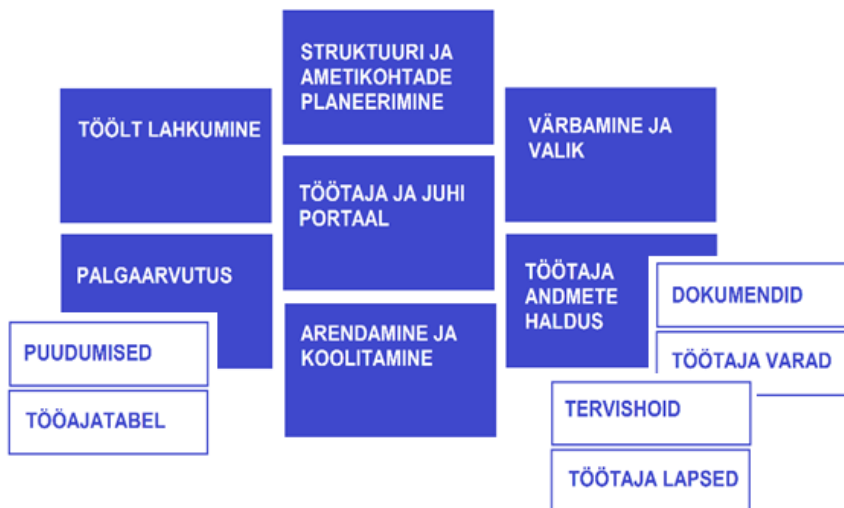 STRUKTUURI JA
AMETIKOHTADE
PLANEERIMINE
TÖÖLT LAHKUMINE
VÄRBAMINE JA
VALIK
TÖÖTAJA JA JUHI
PORTAAL
PALGAARVUTUS
TÖÖTAJA
ANDMETE
HALDUS
DOKUMENDID
PUUDUMISED
ARENDAMINE JA
KOOLITAMINE
TÖÖTAJA VARAD
TÖÖAJATABEL
TERVISHOID
TÖÖTAJA LAPSED